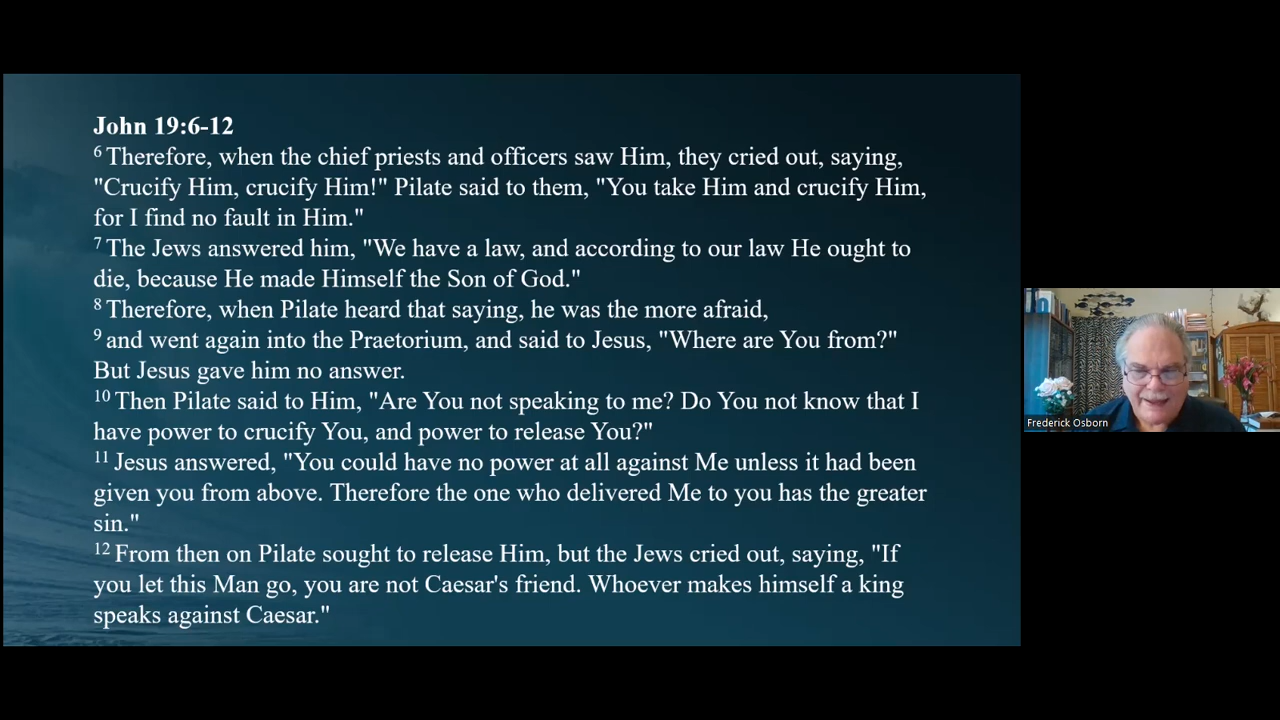 John 19:6-12
6 Therefore, when the chief priests and officers saw Him, they cried out, saying,
"Crucify Him, crucify Him!" Pilate said to them, "You take Him and crucify Him,
for I find no fault in Him."
7 The Jews answered him, "We have a law, and according to our law He ought to
die, because He made Himself the Son of God."
8 Therefore, when Pilate heard that saying, he was the more afraid,
9 and went again into the Praetorium, and said to Jesus, "Where are You from?"
But Jesus gave him no answer.
10 Then Pilate said to Him, "Are You not speaking to me? Do You not know that I
have power to crucify You, and power to release You?"
11 Jesus answered, "You could have no power at all against Me unless it had been
given you from above. Therefore the one who delivered Me to you has the greater
sin."
12 From then on Pilate sought to release Him, but the Jews cried out, saying, "If
you let this Man go, you are not Caesar's friend. Whoever makes himself a king
speaks against Caesar."
Frederick Osborn